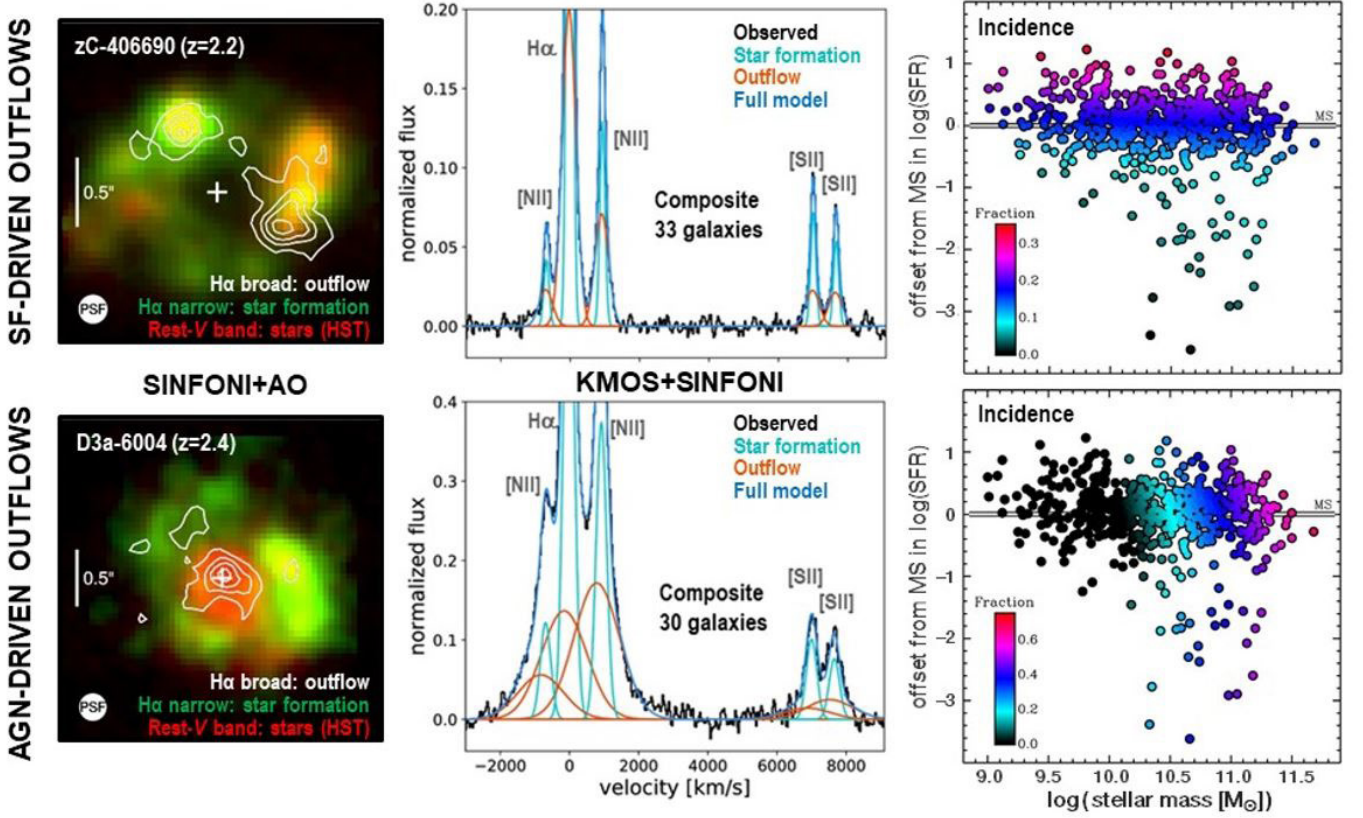 SF-DRIVEN OUTFLOWS
zC-406690 (z=2.2)
0.5"
Hα broad: outflow
PSF
Hα narrow: star formation
Rest-V band: stars (HST)
SINFONI+AO
normalized flux
0.20
0.15
0.10
0.05
0.00
Hα
[NII]
[NII]
[SII]
[SII]
Observed
Star formation
Outflow
Full model
Composite
33 galaxies
−2000 0 2000 4000 6000 8000
KMOS+SINFONI
Incidence
offset from MS in log(SFR)
1
0
−1
−2
−3
MS
Fraction
0.3
0.2
0.1
0.0
AGN-DRIVEN OUTFLOWS
D3a-6004 (z=2.4)
0.5"
Hα broad: outflow
PSF
Hα narrow: star formation
Rest-V band: stars (HST)
normalized flux
0.4
0.3
0.2
0.1
0.0
Hα
[NII]
[NII]
[SII]
[SII]
Observed
Star formation
Outflow
Full model
Composite
30 galaxies
−2000 0 2000 4000 6000 8000
velocity [km/s]
Incidence
offset from MS in log(SFR)
1
0
−1
−2
−3
MS
Fraction
0.6
0.4
0.2
0.0
9.0 9.5 10.0 10.5 11.0 11.5
log(stellar mass [M⊙])